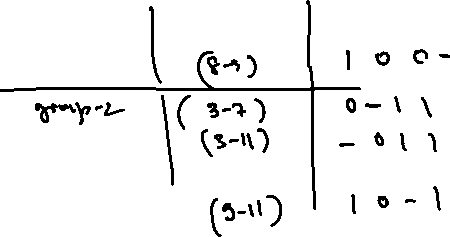 (8-9) 1 0 0 -
group-2 (3-7) 0 - 1 1
(3-11) - 0 1 1
(9-11) 1 0 - 1